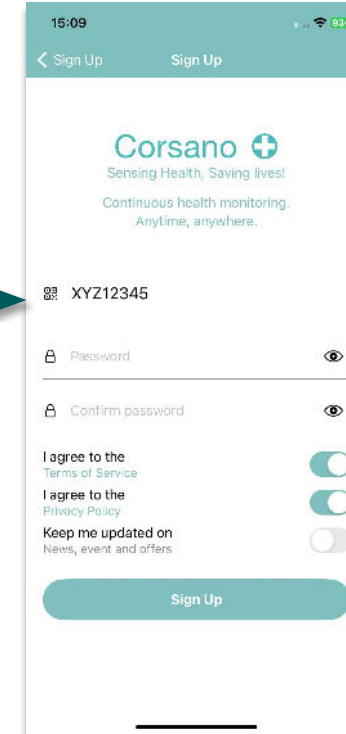 15:09
Sign Up Sign Up
Corsano
Sensing Health, Saving lives!
Continuous health monitoring.
Anytime, anywhere.
XYZ12345
Password
Confirm password
I agree to the
Terms of Service
I agree to the
Privacy Policy
Keep me updated on
News, event and offers
Sign Up